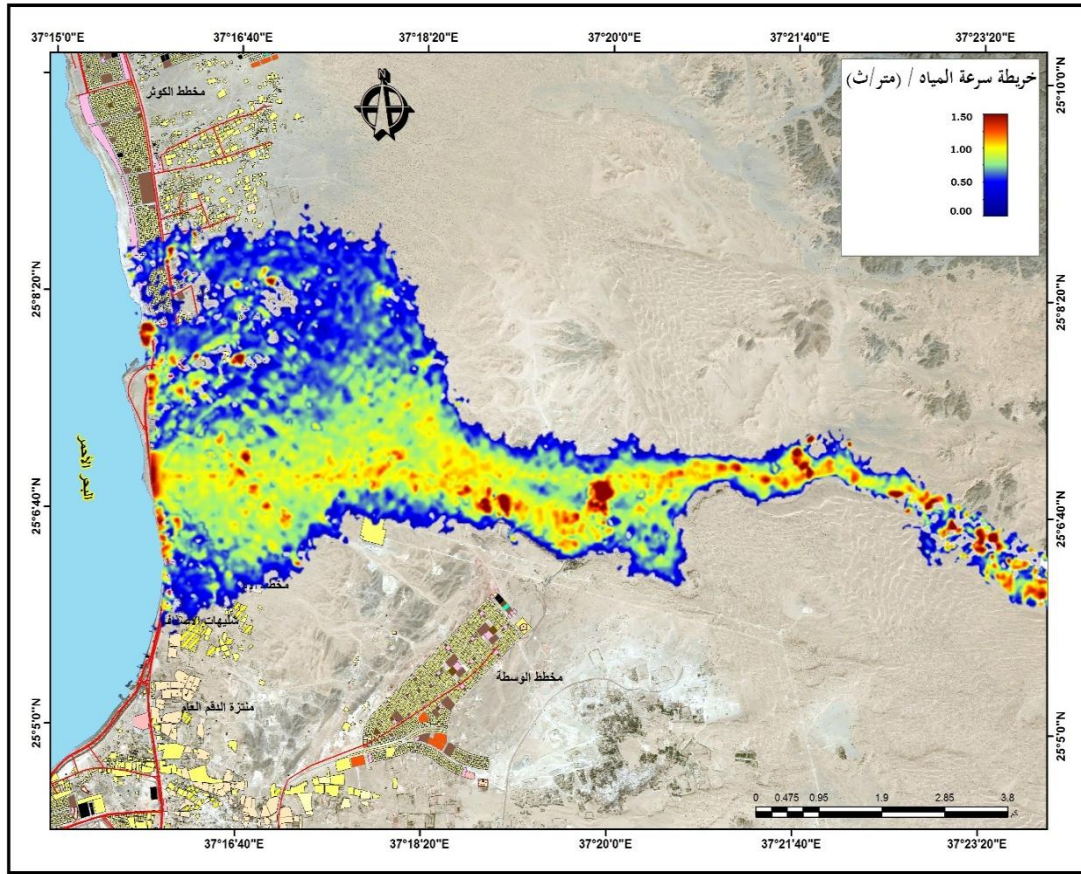 37°15'0"E 37°16'40"E 37°18'20"E 37°20'0"E 37°21'40"E 37°23'20"E
N
خريطة سرعة المياه / (متر/ث)
1.50
1.00
0.50
0.00
مخطط الكوثر
25°10'0"N
25°8'20"N
25°8'20"N
البحر الأحمر
25°6'40"N
25°6'40"N
شليهات الاصداف
مخطط الوسطة
منتزة الدقم العام
25°5'0"N
25°5'0"N
0 0.475 0.95 1.9 2.85 3.8
كم
37°16'40"E 37°18'20"E 37°20'0"E 37°21'40"E 37°23'20"E